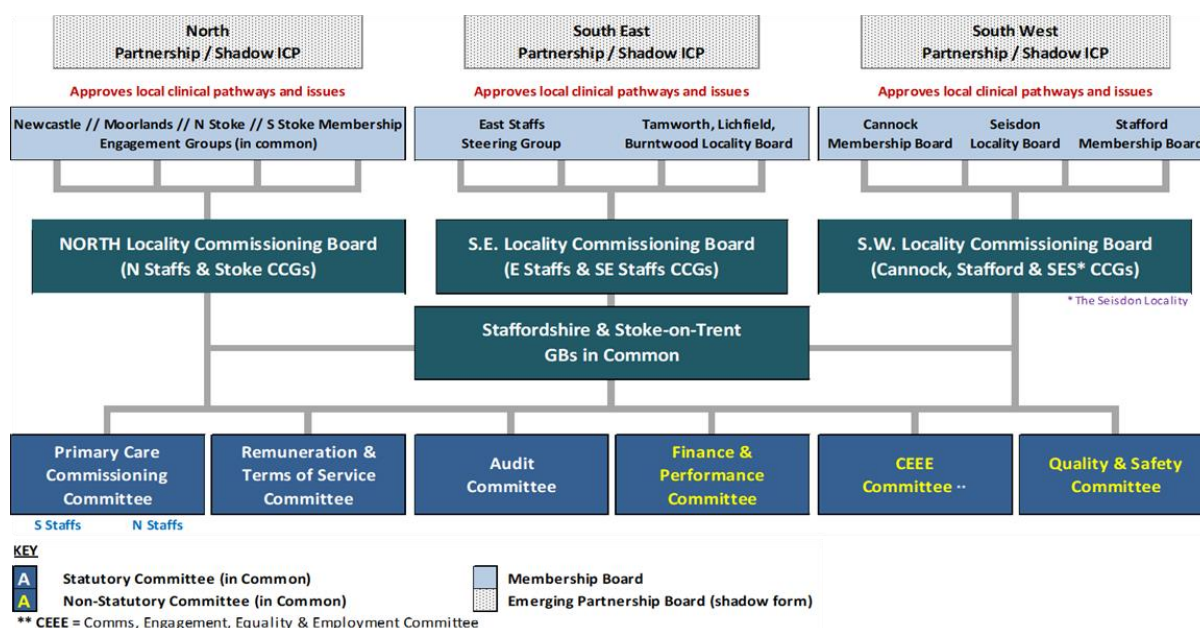 North
Partnership / Shadow ICP
South East
Partnership / Shadow ICP
South West
Partnership / Shadow ICP
Approves local clinical pathways and issues
Approves local clinical pathways and issues
Approves local clinical pathways and issues
Newcastle // Moorlands // N Stoke // S Stoke Membership
Engagement Groups (in common)
East Staffs
Steering Group
Tamworth, Lichfield,
Burntwood Locality Board
Cannock
Membership Board
Seisdon
Locality Board
Stafford
Membership Board
NORTH Locality Commissioning Board
(N Staffs & Stoke CCGs)
S.E. Locality Commissioning Board
(E Staffs & SE Staffs CCGs)
S.W. Locality Commissioning Board
(Cannock, Stafford & SES* CCGs)
* The Seisdon Locality
Staffordshire & Stoke-on-Trent
GBs in Common
Primary Care
Commissioning
Committee
Remuneration &
Terms of Service
Committee
Audit
Committee
Finance &
Performance
Committee
CEEE
Committee **
Quality & Safety
Committee
S Staffs
N Staffs
KEY
A Statutory Committee (in Common)
A Non-Statutory Committee (in Common)
Membership Board
Emerging Partnership Board (shadow form)
** CEEE = Comms, Engagement, Equality & Employment Committee